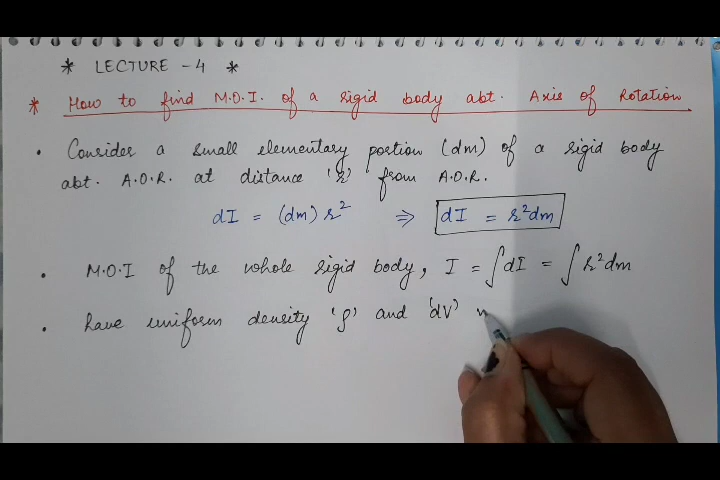 * LECTURE - 4 *
* How to find M.O.I. of a rigid body abt. Axis of Rotation
• Consider a small elementary portion (dm) of a rigid body
abt. A.O.R. at distance 'r' from A.O.R.
dI = (dm) r² ⇒ dI = r²dm
• M.O.I of the whole rigid body, I = ∫dI = ∫r²dm
• have uniform density 'ρ' and 'dV'